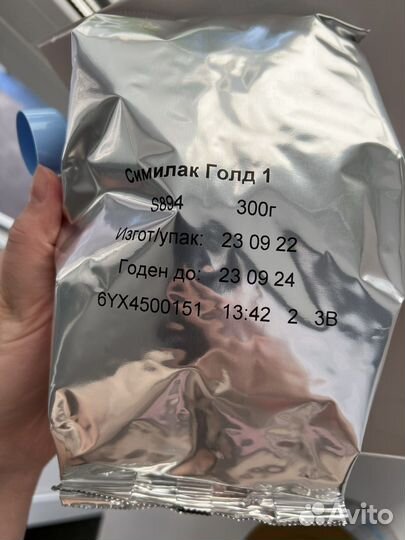 Симилак Голд 1
S894 300г
Изгот/упак: 23 09 22
Годен до: 23 09 24
6YX4500151 13:42 2 3B
Avito